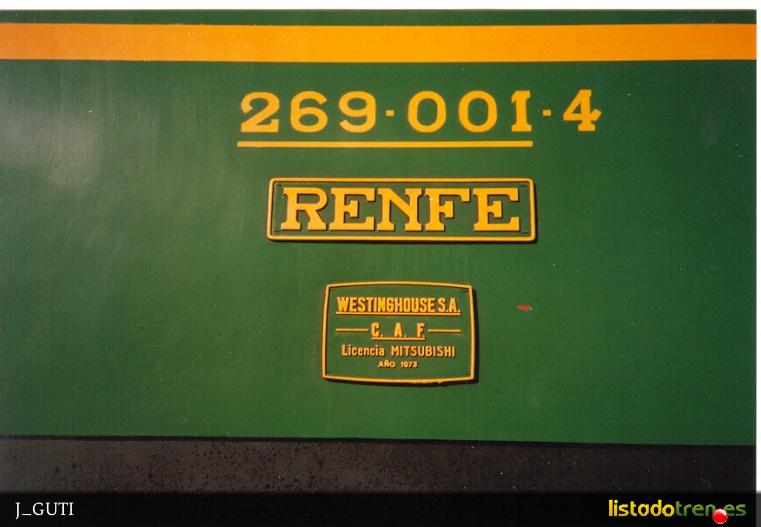 269-001-4
RENFE
WESTINGHOUSE S.A.
C. A. F.
Licencia MITSUBISHI
AÑO 1973
J_GUTI
listadotren.es